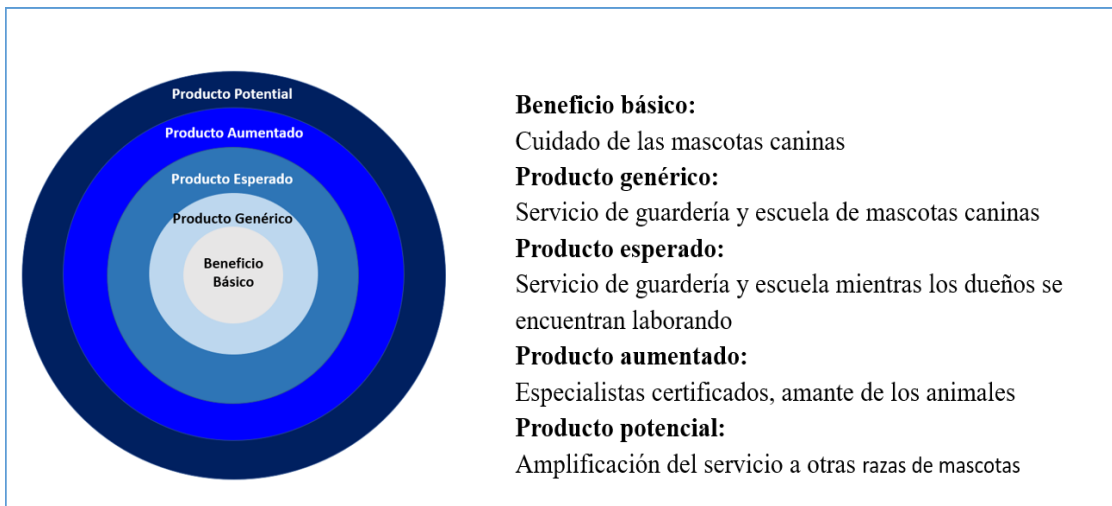 Producto Potential
Producto Aumentado
Producto Esperado
Producto Genérico
Beneficio
Básico
Beneficio básico:
Cuidado de las mascotas caninas
Producto genérico:
Servicio de guardería y escuela de mascotas caninas
Producto esperado:
Servicio de guardería y escuela mientras los dueños se
encuentran laborando
Producto aumentado:
Especialistas certificados, amante de los animales
Producto potencial:
Amplificación del servicio a otras razas de mascotas